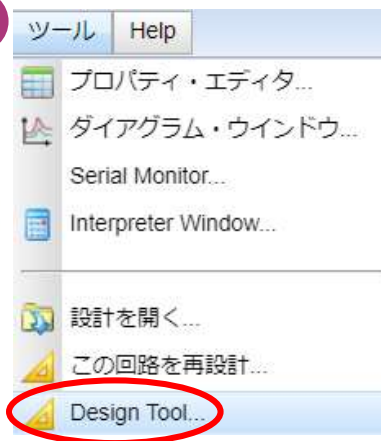 ツール Help
プロパティ・エディタ...
ダイアグラム・ウインドウ...
Serial Monitor...
Interpreter Window...
設計を開く...
この回路を再設計...
Design Tool...